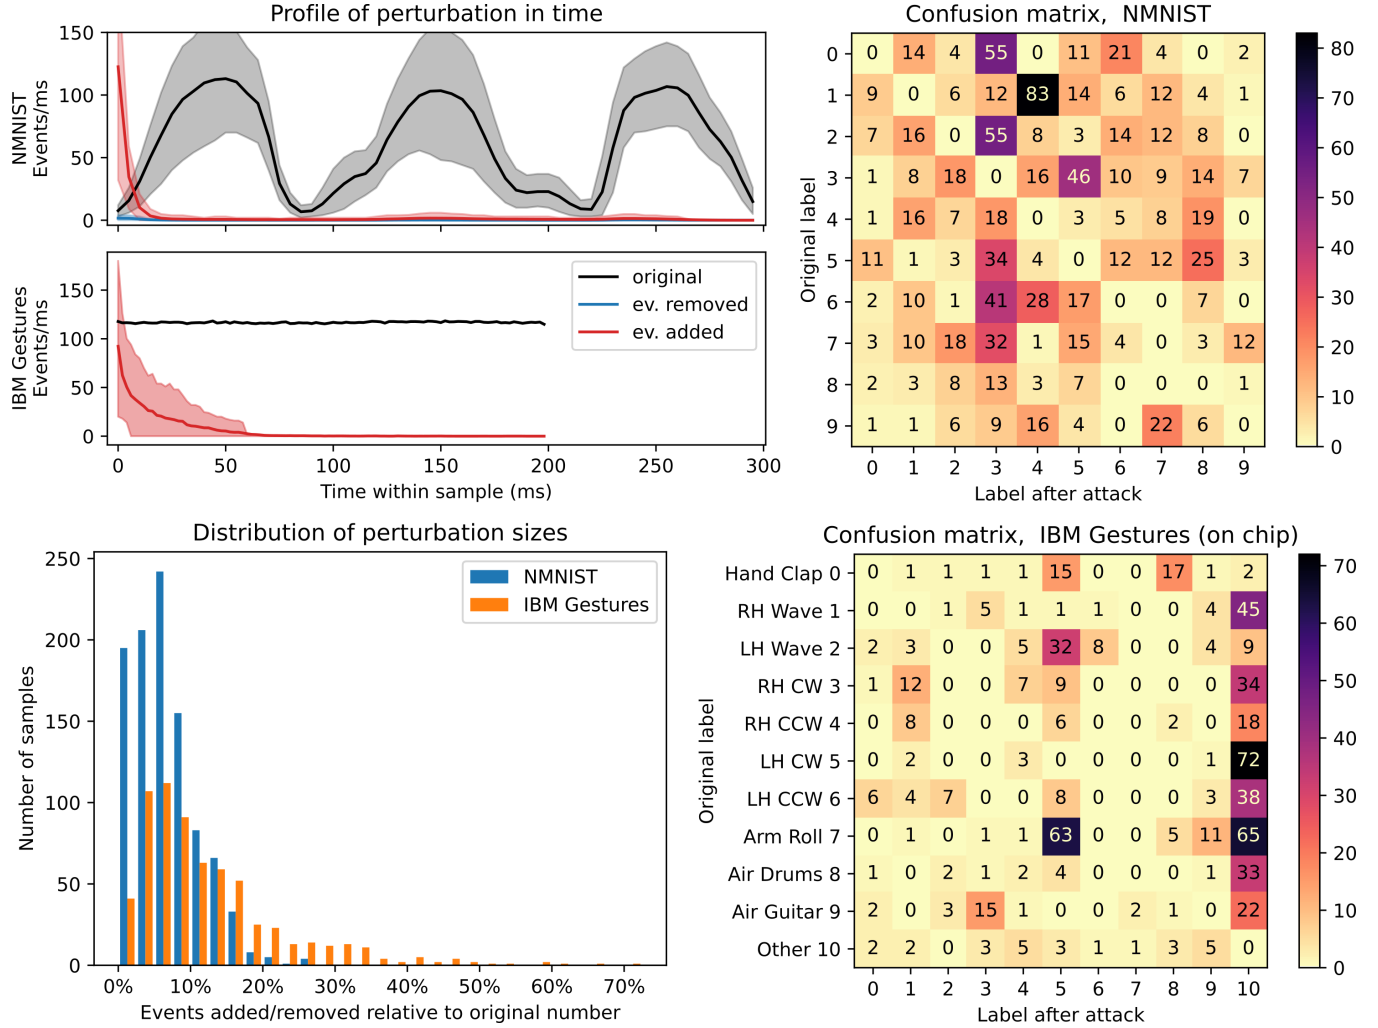 Profile of perturbation in time
NMNIST
Events/ms
150
100
50
0
IBM Gestures
Events/ms
150
100
50
0
original
ev. removed
ev. added
0 50 100 150 200 250 300
Time within sample (ms)
Confusion matrix, NMNIST
Original label
0 0 14 4 55 0 11 21 4 0 2
1 9 0 6 12 83 14 6 12 4 1
2 7 16 0 55 8 3 14 12 8 0
3 1 8 18 0 16 46 10 9 14 7
4 1 16 7 18 0 3 5 8 19 0
5 11 1 3 34 4 0 12 12 25 3
6 2 10 1 41 28 17 0 0 7 0
7 3 10 18 32 1 15 4 0 3 12
8 2 3 8 13 3 7 0 0 0 1
9 1 1 6 9 16 4 0 22 6 0
0 1 2 3 4 5 6 7 8 9
Label after attack
80
70
60
50
40
30
20
10
0
Distribution of perturbation sizes
Number of samples
250
200
150
100
50
0
NMNIST
IBM Gestures
0% 10% 20% 30% 40% 50% 60% 70%
Events added/removed relative to original number
Confusion matrix, IBM Gestures (on chip)
Original label
Hand Clap 0 0 1 1 1 1 15 0 0 17 1 2
RH Wave 1 0 0 1 5 1 1 1 0 0 4 45
LH Wave 2 2 3 0 0 5 32 8 0 0 4 9
RH CW 3 1 12 0 0 7 9 0 0 0 0 34
RH CCW 4 0 8 0 0 0 6 0 0 2 0 18
LH CW 5 0 2 0 0 3 0 0 0 0 1 72
LH CCW 6 6 4 7 0 0 8 0 0 0 3 38
Arm Roll 7 0 1 0 1 1 63 0 0 5 11 65
Air Drums 8 1 0 2 1 2 4 0 0 0 1 33
Air Guitar 9 2 0 3 15 1 0 0 2 1 0 22
Other 10 2 2 0 3 5 3 1 1 3 5 0
0 1 2 3 4 5 6 7 8 9 10
Label after attack
70
60
50
40
30
20
10
0